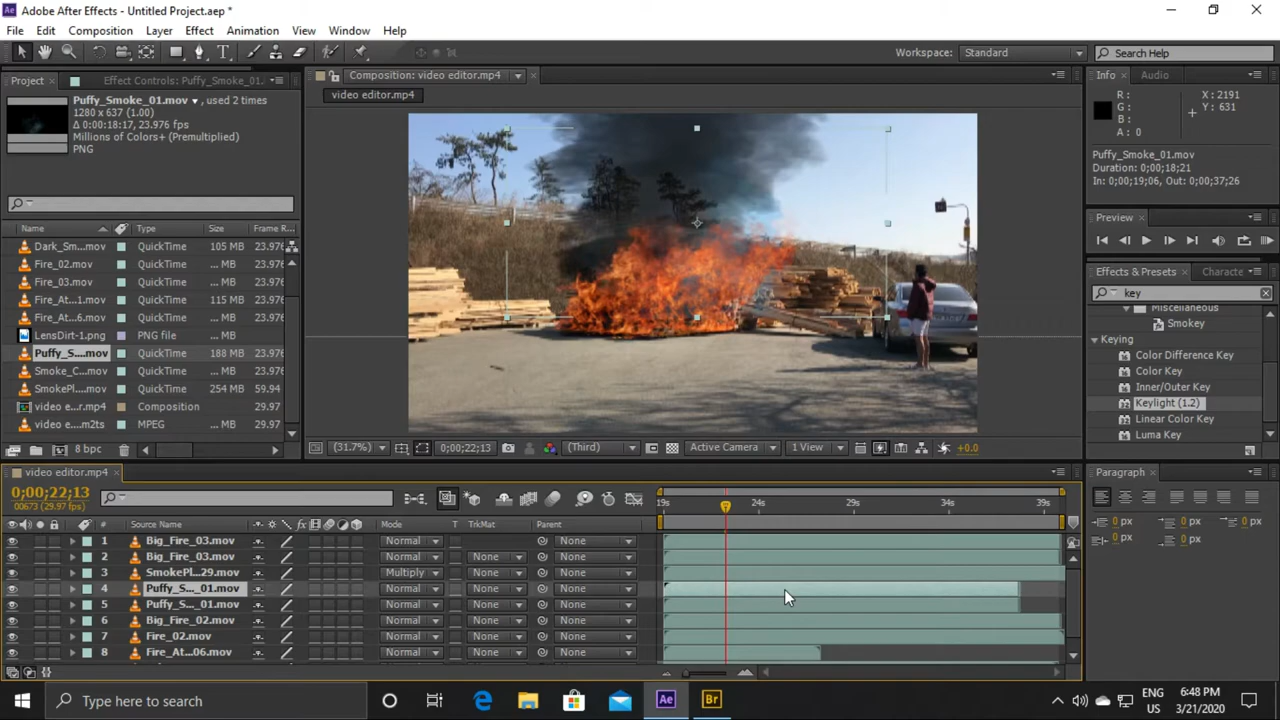 Adobe After Effects - Untitled Project.aep *
File Edit Composition Layer Effect Animation View Window Help
Workspace: Standard Search Help
Project Effect Controls: Puffy_Smoke_01.
Puffy_Smoke_01.mov , used 2 times
1280 x 637 (1.00)
Δ 0:00:18:17, 23.976 fps
Millions of Colors+ (Premultiplied)
PNG
Name Type Size Frame R
Dark_Sm...mov QuickTime 105 MB 23.976
Fire_02.mov QuickTime ... MB 23.976
Fire_03.mov QuickTime ... MB 23.976
Fire_At...1.mov QuickTime 115 MB 23.976
Fire_At...6.mov QuickTime ... MB 23.976
LensDirt-1.png PNG file ... MB
Puffy_S....mov QuickTime 188 MB 23.976
Smoke_C...mov QuickTime ... MB 23.976
SmokePl...mov QuickTime 254 MB 59.94
video e...r.mp4 Composition 29.97
video e....m2ts MPEG ... MB 29.97
8 bpc
Composition: video editor.mp4
video editor.mp4
(31.7%) 0;00;22;13 (Third) Active Camera 1 View +0.0
Info Audio
R :
G :
B :
A : 0
X : 2191
Y : 631
Puffy_Smoke_01.mov
Duration: 0;00;18;21
In: 0;00;19;06, Out: 0;00;37;26
Preview
Effects & Presets Characte
key
Miscellaneous
Smokey
Keying
Color Difference Key
Color Key
Inner/Outer Key
Keylight (1.2)
Linear Color Key
Luma Key
Paragraph
0 px 0 px 0 px
0 px 0 px
video editor.mp4
0;00;22;13
00673 (29.97 fps)
19s 24s 29s 34s 39s
# Source Name Mode T TrkMat Parent
1 Big_Fire_03.mov Normal None
2 Big_Fire_03.mov Normal None None
3 SmokePl...29.mov Multiply None None
4 Puffy_S..._01.mov Normal None None
5 Puffy_S..._01.mov Normal None None
6 Big_Fire_02.mov Normal None None
7 Fire_02.mov Normal None None
8 Fire_At...06.mov Normal None None
Type here to search
Ae Br
ENG
US
6:48 PM
3/21/2020